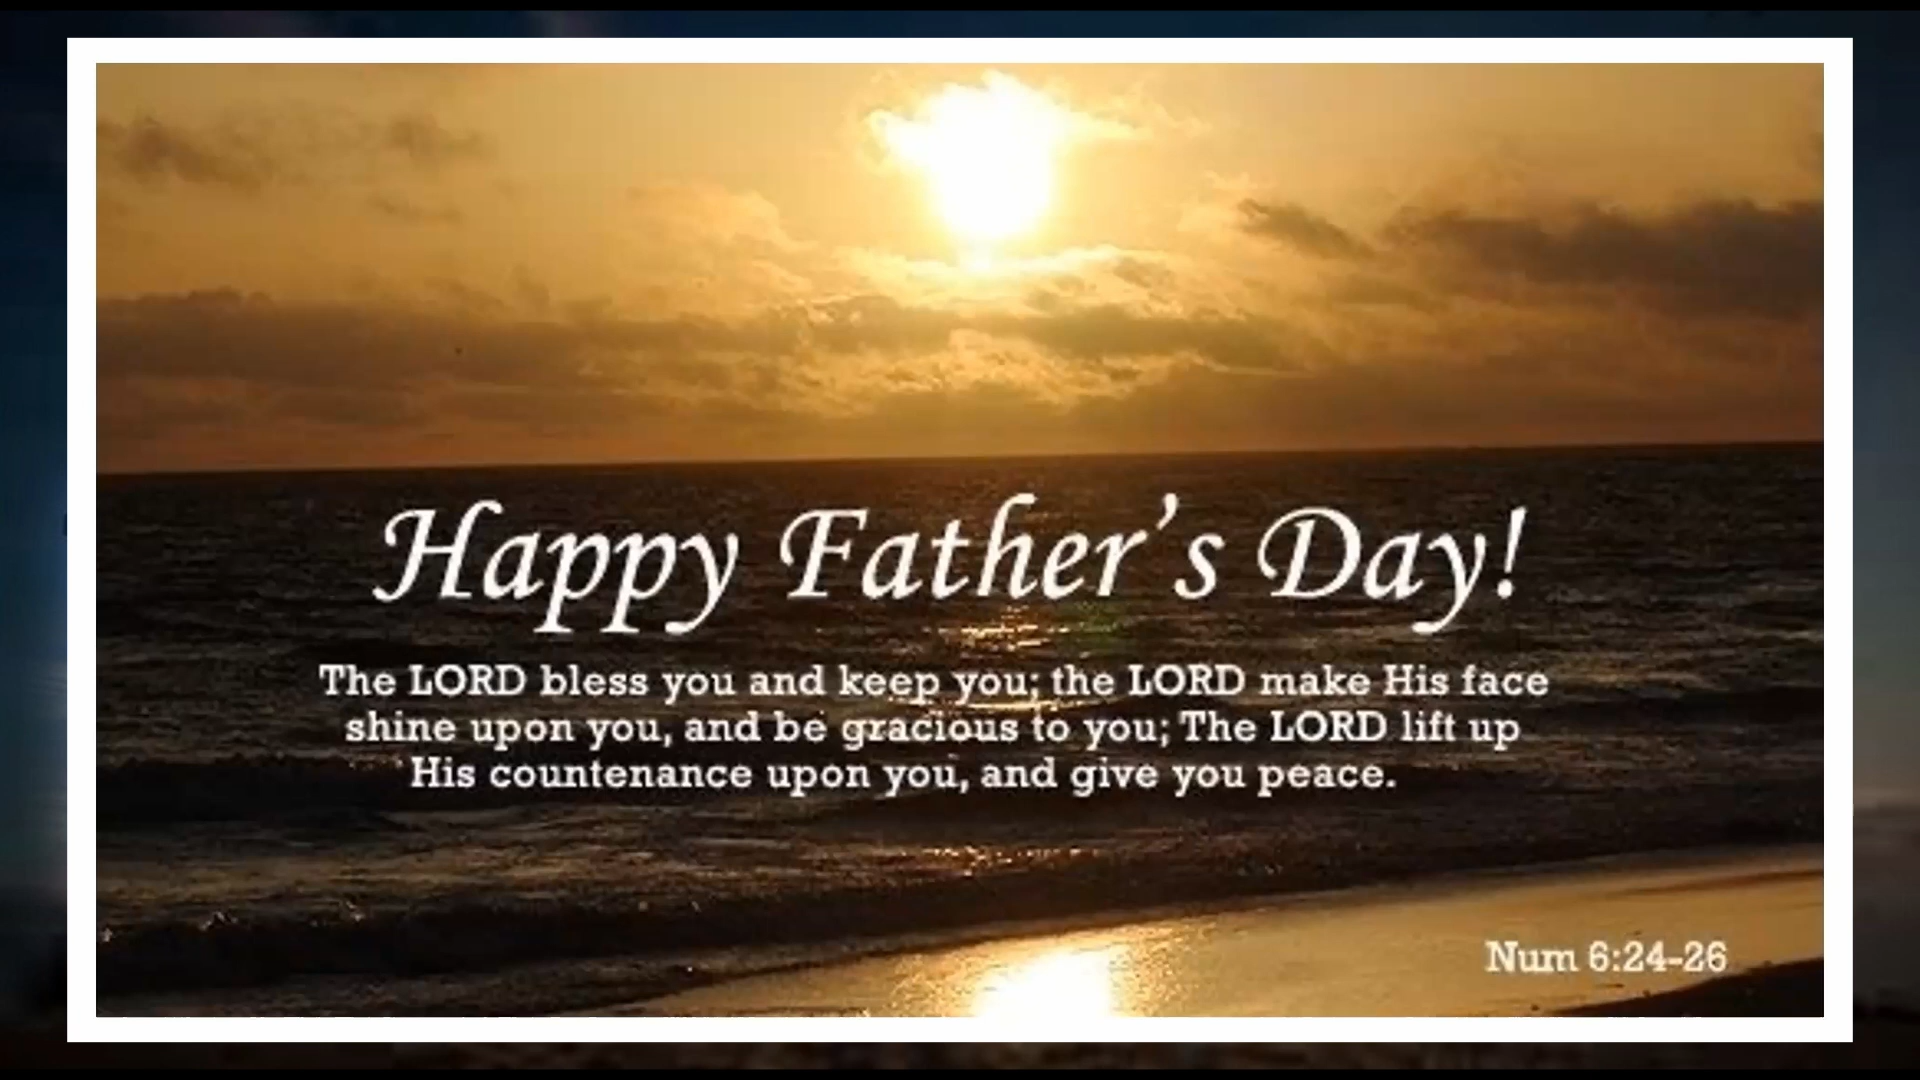 Happy Father's Day!
The LORD bless you and keep you; the LORD make His face
shine upon you, and be gracious to you; The LORD lift up
His countenance upon you, and give you peace.
Num 6:24-26